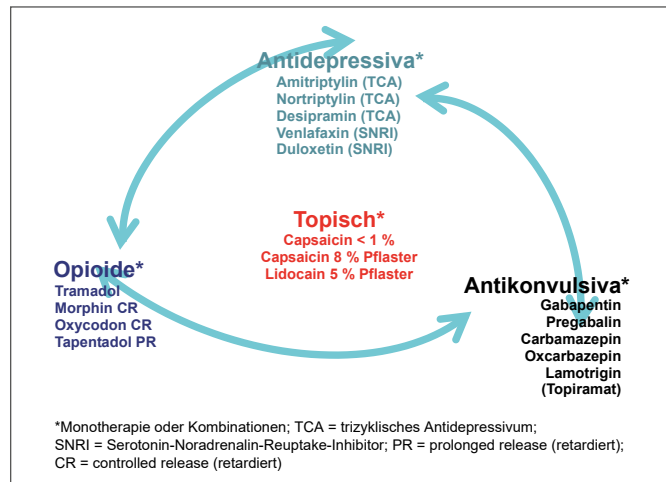 Antidepressiva*
Amitriptylin (TCA)
Nortriptylin (TCA)
Desipramin (TCA)
Venlafaxin (SNRI)
Duloxetin (SNRI)
Topisch*
Capsaicin < 1 %
Capsaicin 8 % Pflaster
Lidocain 5 % Pflaster
Opioide*
Tramadol
Morphin CR
Oxycodon CR
Tapentadol PR
Antikonvulsiva*
Gabapentin
Pregabalin
Carbamazepin
Oxcarbazepin
Lamotrigin
(Topiramat)
*Monotherapie oder Kombinationen; TCA = trizyklisches Antidepressivum;
SNRI = Serotonin-Noradrenalin-Reuptake-Inhibitor; PR = prolonged release (retardiert);
CR = controlled release (retardiert)